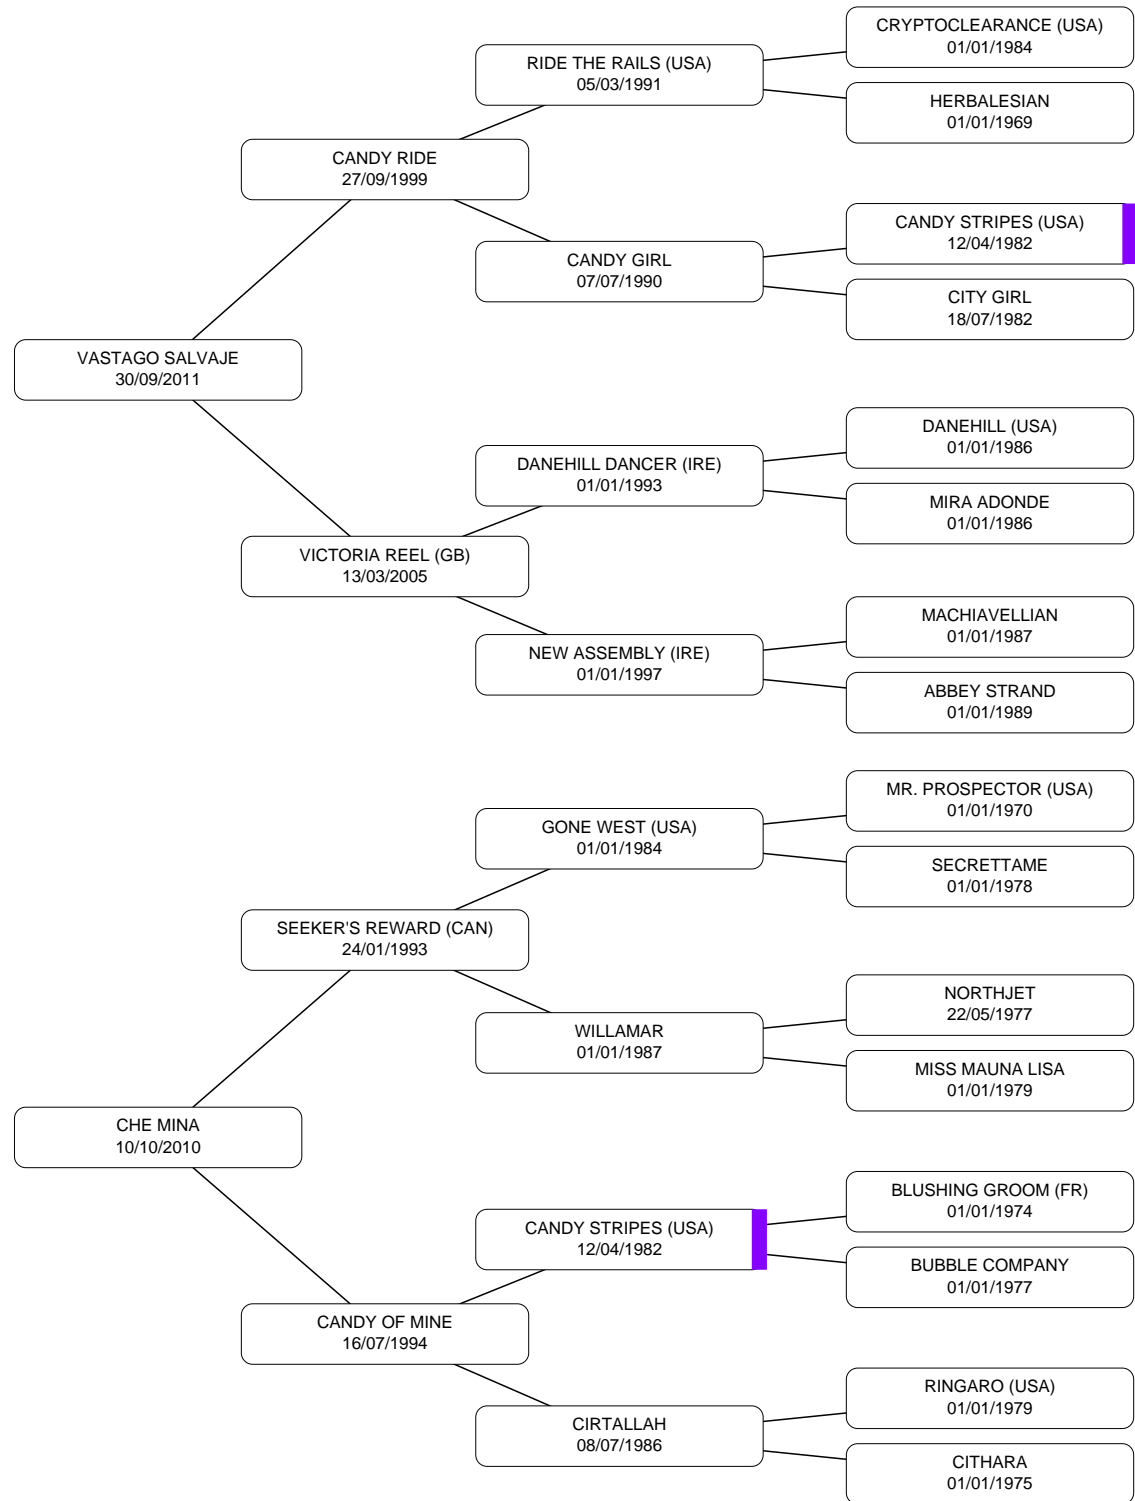 CRYPTOCLEARANCE (USA)
01/01/1984
RIDE THE RAILS (USA)
05/03/1991
HERBALESIAN
01/01/1969
CANDY RIDE
27/09/1999
CANDY STRIPES (USA)
12/04/1982
CANDY GIRL
07/07/1990
CITY GIRL
18/07/1982
VASTAGO SALVAJE
30/09/2011
DANEHILL (USA)
01/01/1986
DANEHILL DANCER (IRE)
01/01/1993
MIRA ADONDE
01/01/1986
VICTORIA REEL (GB)
13/03/2005
MACHIAVELLIAN
01/01/1987
NEW ASSEMBLY (IRE)
01/01/1997
ABBEY STRAND
01/01/1989
MR. PROSPECTOR (USA)
01/01/1970
GONE WEST (USA)
01/01/1984
SECRETTAME
01/01/1978
SEEKER'S REWARD (CAN)
24/01/1993
NORTHJET
22/05/1977
WILLAMAR
01/01/1987
MISS MAUNA LISA
01/01/1979
CHE MINA
10/10/2010
BLUSHING GROOM (FR)
01/01/1974
CANDY STRIPES (USA)
12/04/1982
BUBBLE COMPANY
01/01/1977
CANDY OF MINE
16/07/1994
RINGARO (USA)
01/01/1979
CIRTALLAH
08/07/1986
CITHARA
01/01/1975